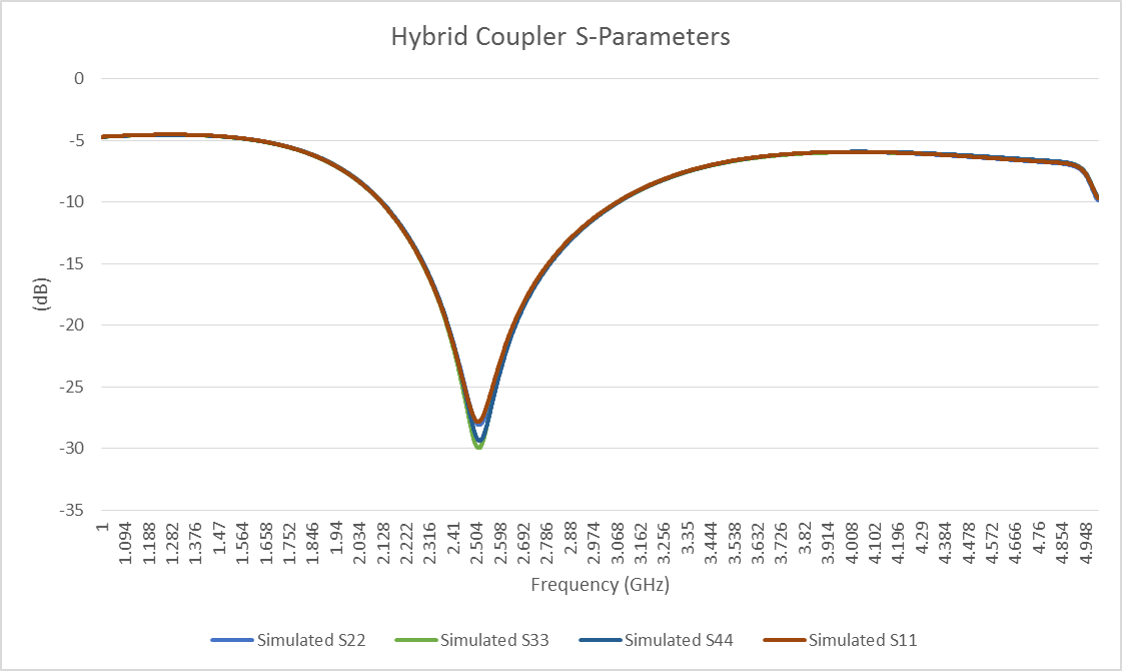 Hybrid Coupler S-Parameters
0
-5
-10
-15
-20
-25
-30
-35
(dB)
1 1.094 1.188 1.282 1.376 1.47 1.564 1.658 1.752 1.846 1.94 2.034 2.128 2.222 2.316 2.41 2.504 2.598 2.692 2.786 2.88 2.974 3.068 3.162 3.256 3.35 3.444 3.538 3.632 3.726 3.82 3.914 4.008 4.102 4.196 4.29 4.384 4.478 4.572 4.666 4.76 4.854 4.948
Frequency (GHz)
Simulated S22 Simulated S33 Simulated S44 Simulated S11